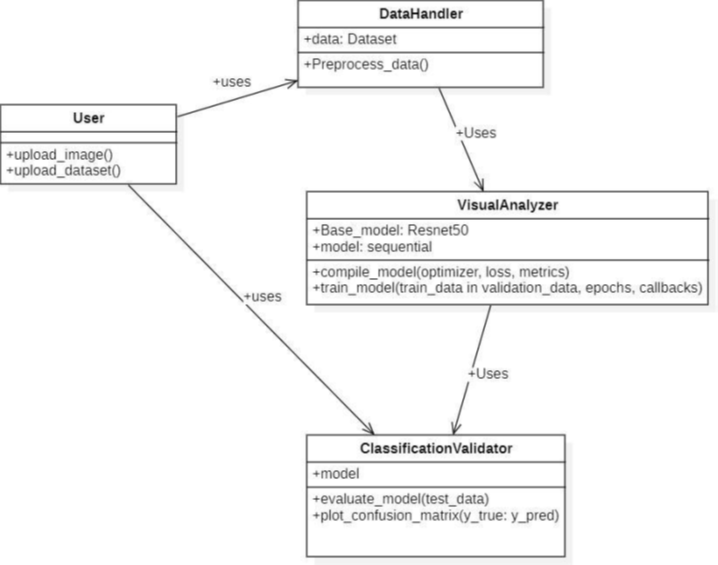 DataHandler
+data: Dataset
+Preprocess_data()
+uses
User
+upload_image()
+upload_dataset()
+Uses
VisualAnalyzer
+Base_model: Resnet50
+model: sequential
+compile_model(optimizer, loss, metrics)
+train_model(train_data in validation_data, epochs, callbacks)
+uses
+Uses
ClassificationValidator
+model
+evaluate_model(test_data)
+plot_confusion_matrix(y_true: y_pred)